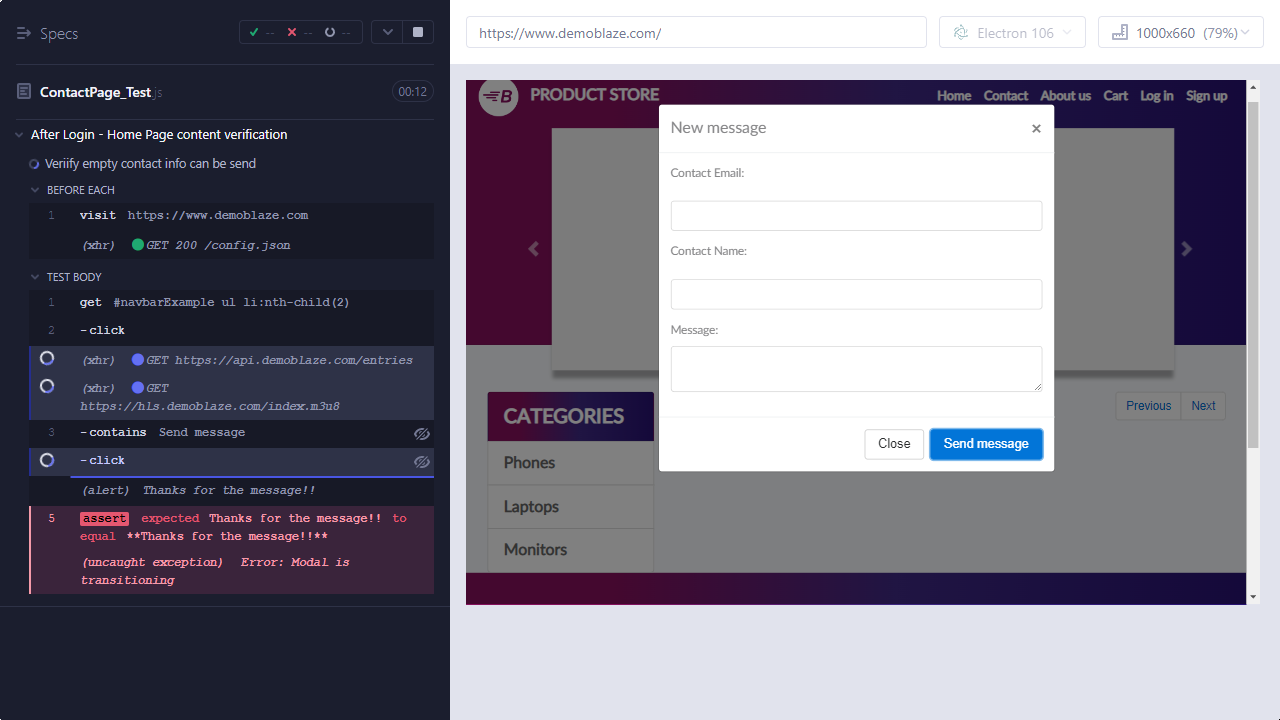 Specs
-- -- --
ContactPage_Test.js
00:12
After Login - Home Page content verification
Veriify empty contact info can be send
BEFORE EACH
1 visit https://www.demoblaze.com
(xhr) GET 200 /config.json
TEST BODY
1 get #navbarExample ul li:nth-child(2)
2 -click
(xhr) GET https://api.demoblaze.com/entries
(xhr) GET
https://hls.demoblaze.com/index.m3u8
3 -contains Send message
-click
(alert) Thanks for the message!!
5 assert expected Thanks for the message!! to
equal **Thanks for the message!!**
(uncaught exception) Error: Modal is
transitioning
https://www.demoblaze.com/
Electron 106
1000x660 (79%)
B PRODUCT STORE
Home Contact About us Cart Log in Sign up
New message ×
Contact Email:
Contact Name:
Message:
Close Send message
CATEGORIES
Phones
Laptops
Monitors
Previous Next